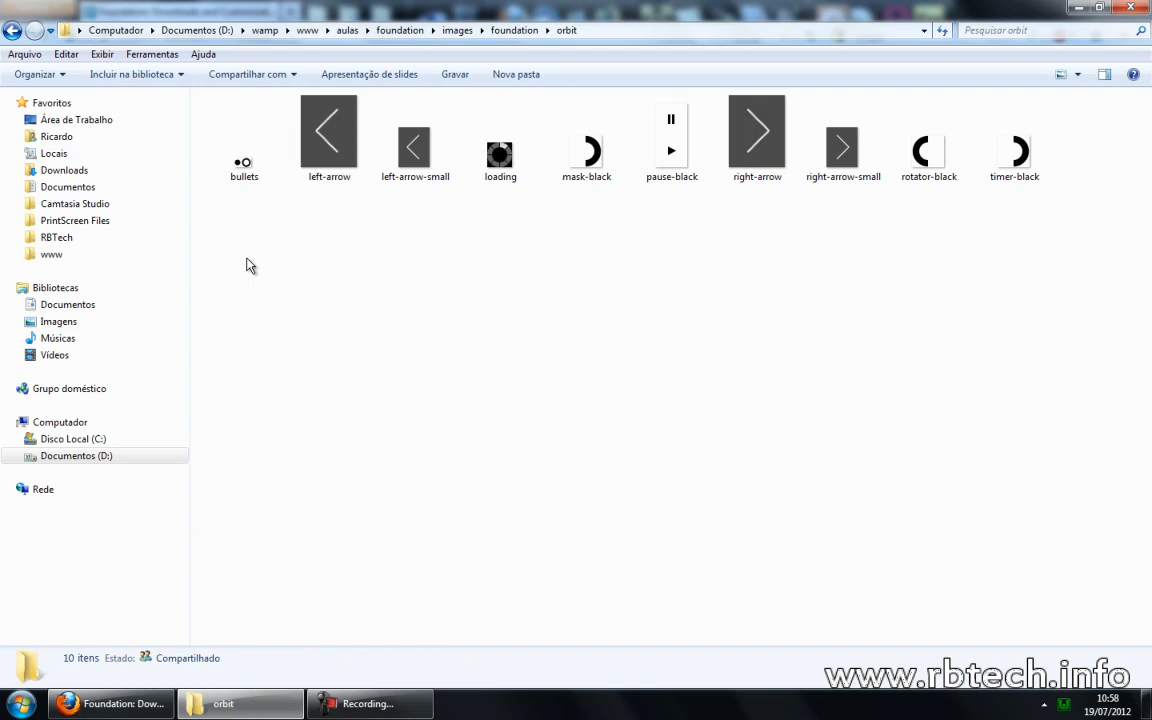 Computador Documentos (D:) wamp www aulas foundation images foundation orbit
Pesquisar orbit
Arquivo Editar Exibir Ferramentas Ajuda
Organizar Incluir na biblioteca Compartilhar com Apresentação de slides Gravar Nova pasta
Favoritos
Área de Trabalho
Ricardo
Locais
Downloads
Documentos
Camtasia Studio
PrintScreen Files
RBTech
www
Bibliotecas
Documentos
Imagens
Músicas
Vídeos
Grupo doméstico
Computador
Disco Local (C:)
Documentos (D:)
Rede
bullets left-arrow left-arrow-small loading mask-black pause-black right-arrow right-arrow-small rotator-black timer-black
10 itens Estado: Compartilhado
www.rbtech.info
Foundation: Dow... orbit Recording...
10:58
19/07/2012